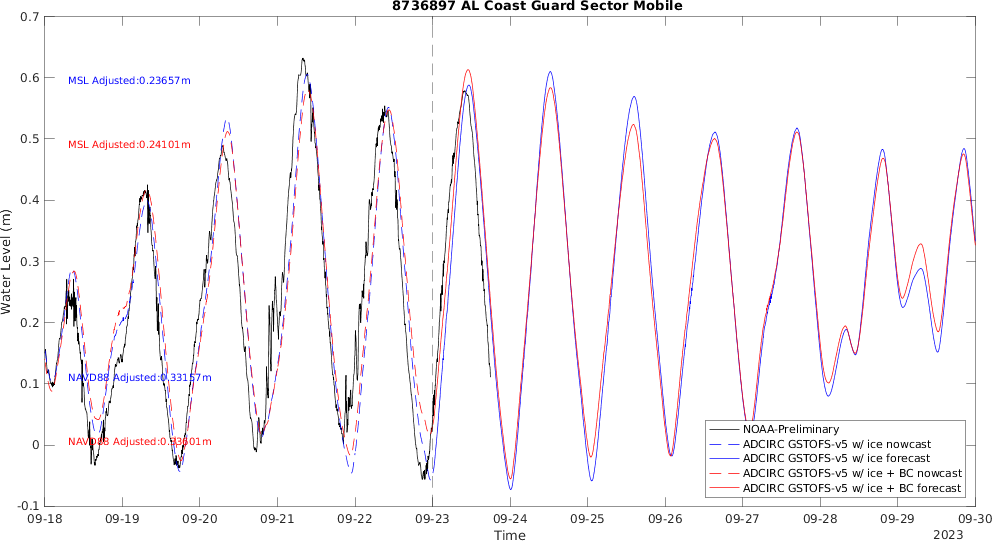 8736897 AL Coast Guard Sector Mobile
0.7
0.6
0.5
0.4
0.3
0.2
0.1
0
-0.1
Water Level (m)
MSL Adjusted:0.23657m
MSL Adjusted:0.24101m
NAVD88 Adjusted:0.33157m
NAVD88 Adjusted:0.33601m
NOAA-Preliminary
ADCIRC GSTOFS-v5 w/ ice nowcast
ADCIRC GSTOFS-v5 w/ ice forecast
ADCIRC GSTOFS-v5 w/ ice + BC nowcast
ADCIRC GSTOFS-v5 w/ ice + BC forecast
09-18 09-19 09-20 09-21 09-22 09-23 09-24 09-25 09-26 09-27 09-28 09-29 09-30
Time
2023